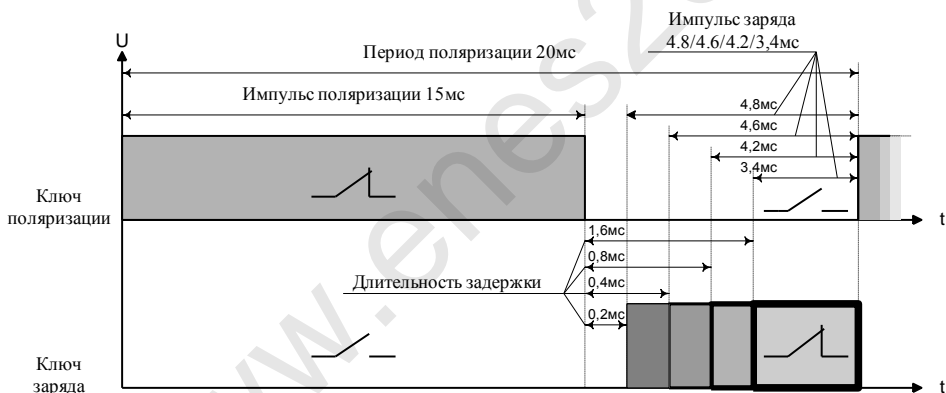 Импульс заряда
4.8/4.6/4.2/3,4мс
U
Период поляризации 20мс
Импульс поляризации 15мс
4,8мс
4,6мс
4,2мс
3,4мс
Ключ
поляризации
t
1,6мс
0,8мс
Длительность задержки
0,4мс
0,2мс
Ключ
заряда
t